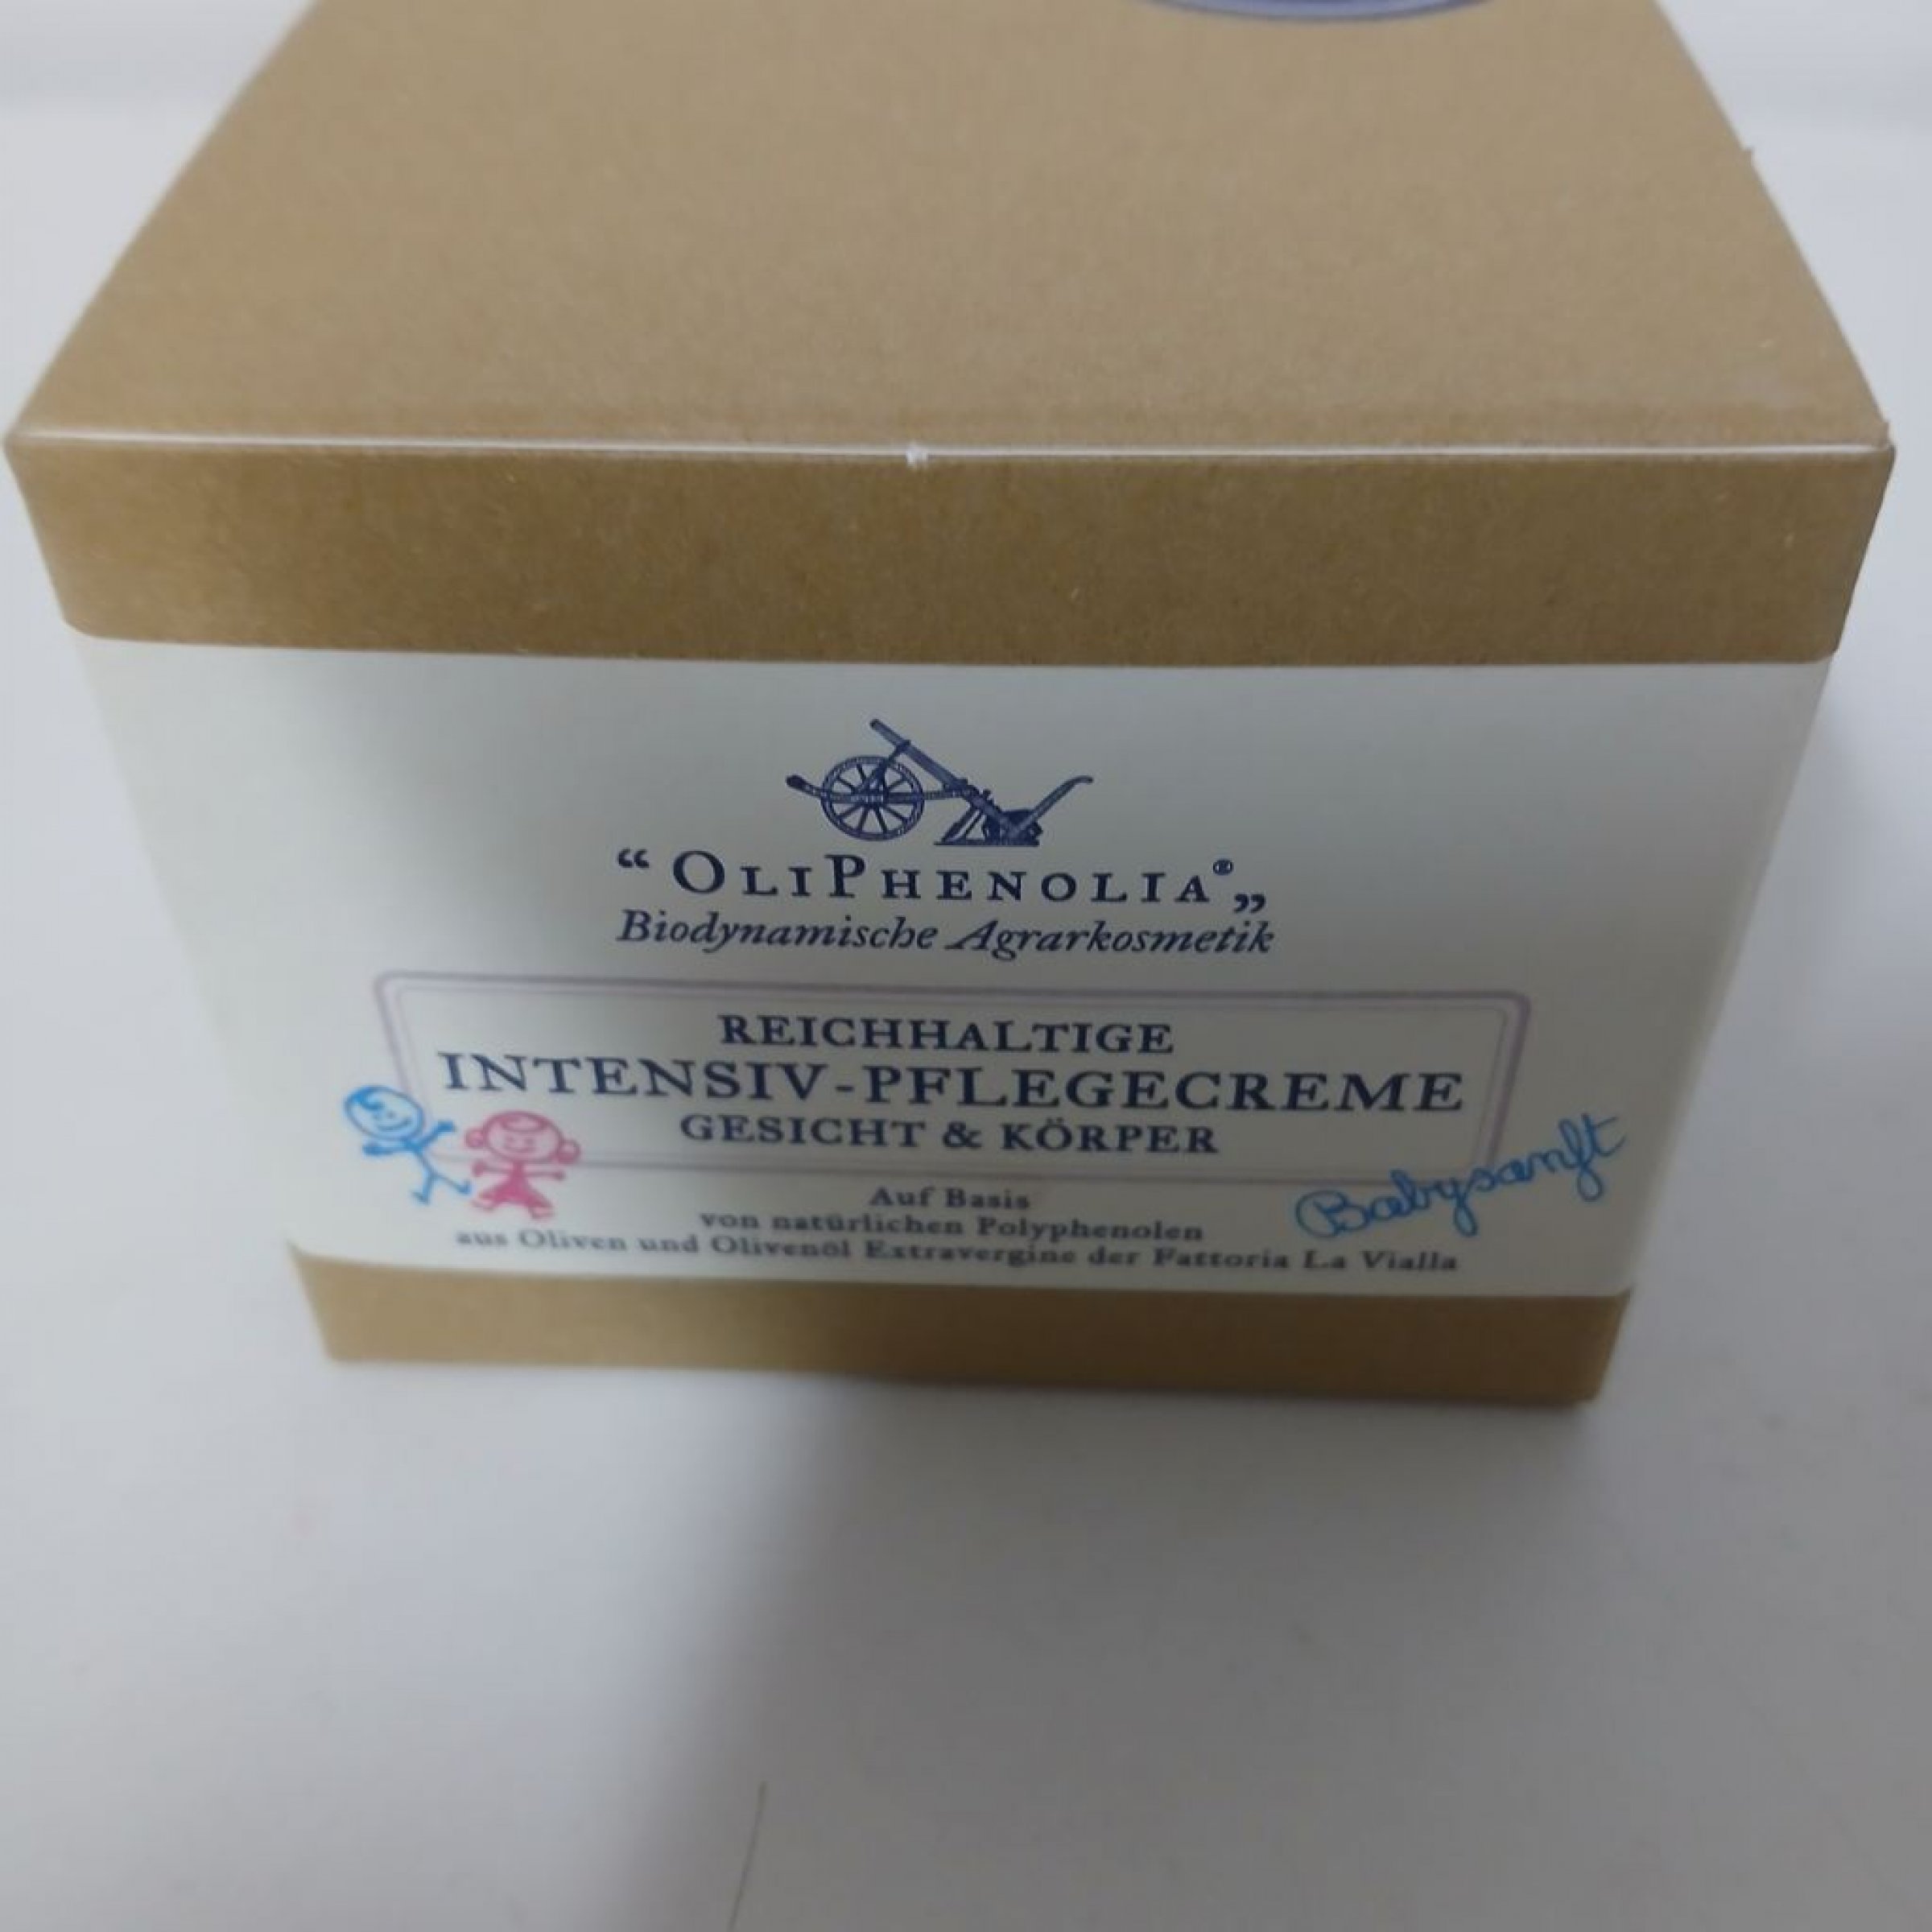 “OLIPHENOLIA®„
Biodynamische Agrarkosmetik
REICHHALTIGE
INTENSIV-PFLEGECREME
GESICHT & KÖRPER
Babysanft
Auf Basis
von natürlichen Polyphenolen
aus Oliven und Olivenöl Extravergine der Fattoria La Vialla